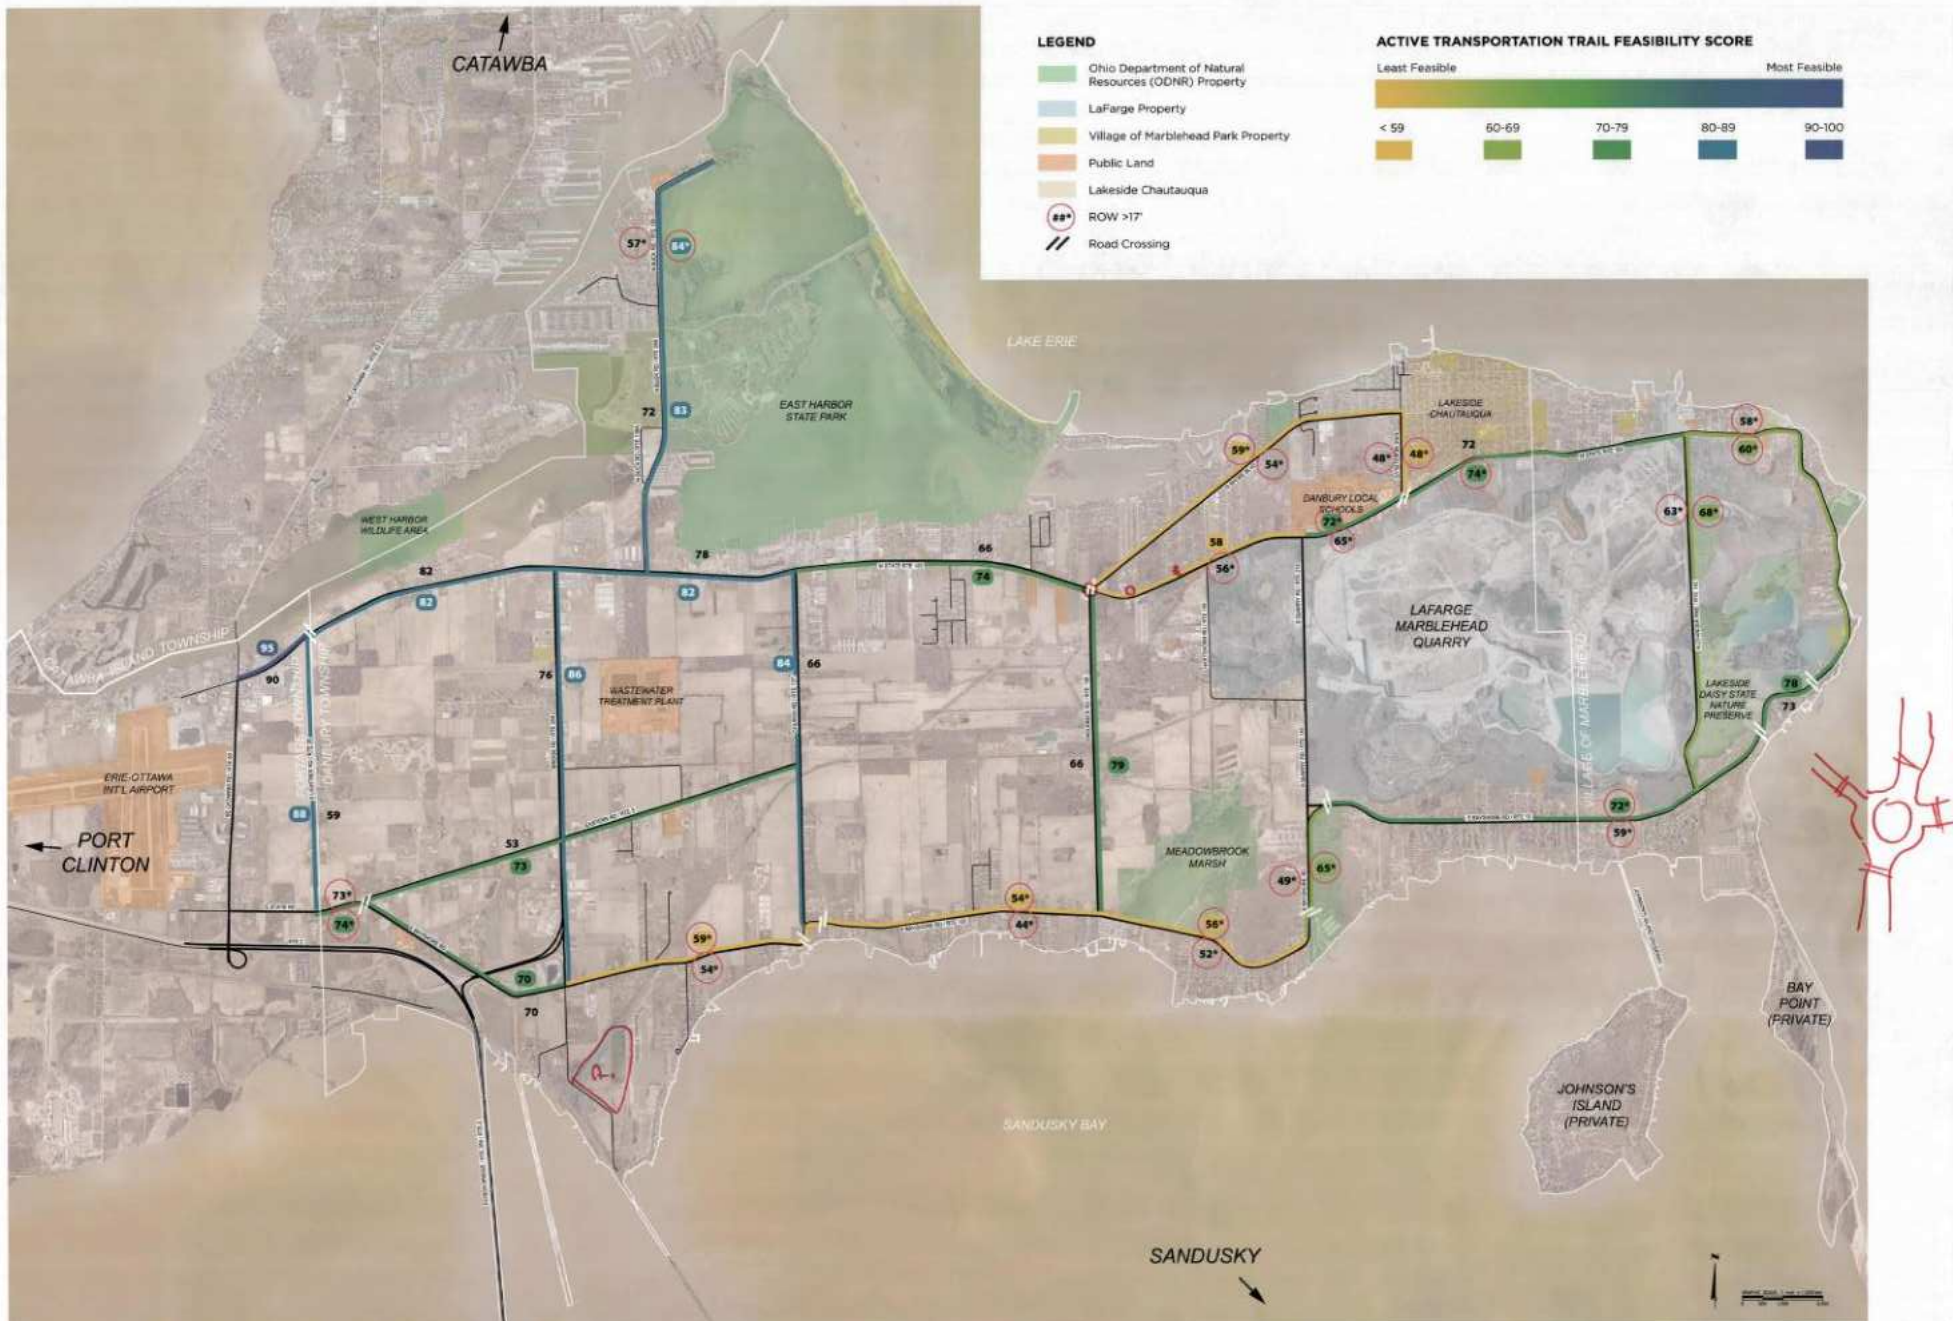 CATAWBA
LEGEND
Ohio Department of Natural
Resources (ODNR) Property
LaFarge Property
Village of Marblehead Park Property
Public Land
Lakeside Chautauqua
##*
ROW >17'
Road Crossing
ACTIVE TRANSPORTATION TRAIL FEASIBILITY SCORE
Least Feasible
Most Feasible
< 59
60-69
70-79
80-89
90-100
57*
84*
LAKE ERIE
72
83
EAST HARBOR
STATE PARK
WEST HARBOR
WILDLIFE AREA
LAKESIDE
CHAUTAUQUA
58*
60*
59*
54*
48*
48*
72
74*
DANBURY LOCAL
SCHOOLS
72*
65*
63*
68*
82
82
78
82
66
74
58
56*
CATAWBA ISLAND TOWNSHIP
95
90
DANBURY TOWNSHIP
76
86
WASTEWATER
TREATMENT PLANT
84
66
LAFARGE
MARBLEHEAD
QUARRY
VILLAGE OF MARBLEHEAD
LAKESIDE
DAISY STATE
NATURE
PRESERVE
78
73
ERIE-OTTAWA
INT'L AIRPORT
PORT
CLINTON
88
59
66
79
53
73
72*
59*
MEADOWBROOK
MARSH
49*
65*
73*
74*
59*
54*
54*
44*
56*
52*
70
70
?
BAY
POINT
(PRIVATE)
JOHNSON'S
ISLAND
(PRIVATE)
SANDUSKY BAY
SANDUSKY
N